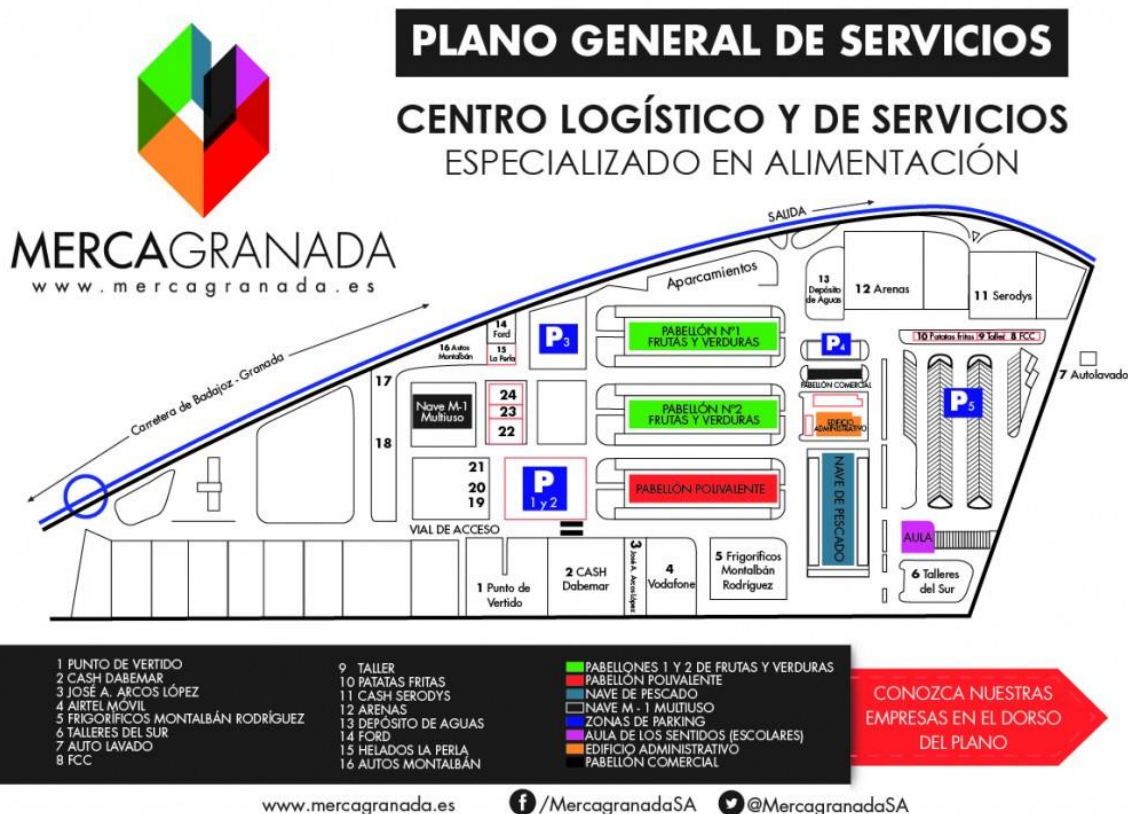 PLANO GENERAL DE SERVICIOS
CENTRO LOGÍSTICO Y DE SERVICIOS
ESPECIALIZADO EN ALIMENTACIÓN
MERCAGRANADA
www.mercagranada.es
SALIDA
Carretera de Badajoz - Granada
Aparcamientos
13
Depósito
de Aguas
12 Arenas
11 Serodys
14
Ford
15
La Perla
16 Autos
Montalbán
P3
PABELLÓN Nº1
FRUTAS Y VERDURAS
P4
PABELLÓN COMERCIAL
10 Patatas fritas
9 Taller
8 FCC
7 Autolavado
P5
17
18
Nave M-1
Multiuso
24
23
22
PABELLÓN Nº2
FRUTAS Y VERDURAS
EDIFICIO
ADMINISTRATIVO
21
20
19
P
1 y 2
PABELLÓN POLIVALENTE
NAVE DE PESCADO
AULA
VIAL DE ACCESO
1 Punto de
Vertido
2 CASH
Dabemar
3 José A. Arcos López
4
Vodafone
5 Frigoríficos
Montalbán
Rodríguez
6 Talleres
del Sur
1 PUNTO DE VERTIDO
2 CASH DABEMAR
3 JOSÉ A. ARCOS LÓPEZ
4 AIRTEL MÓVIL
5 FRIGORÍFICOS MONTALBÁN RODRÍGUEZ
6 TALLERES DEL SUR
7 AUTO LAVADO
8 FCC
9 TALLER
10 PATATAS FRITAS
11 CASH SERODYS
12 ARENAS
13 DEPÓSITO DE AGUAS
14 FORD
15 HELADOS LA PERLA
16 AUTOS MONTALBÁN
PABELLONES 1 Y 2 DE FRUTAS Y VERDURAS
PABELLÓN POLIVALENTE
NAVE DE PESCADO
NAVE M - 1 MULTIUSO
ZONAS DE PARKING
AULA DE LOS SENTIDOS (ESCOLARES)
EDIFICIO ADMINISTRATIVO
PABELLÓN COMERCIAL
CONOZCA NUESTRAS
EMPRESAS EN EL DORSO
DEL PLANO
www.mercagranada.es
/MercagranadaSA
@MercagranadaSA